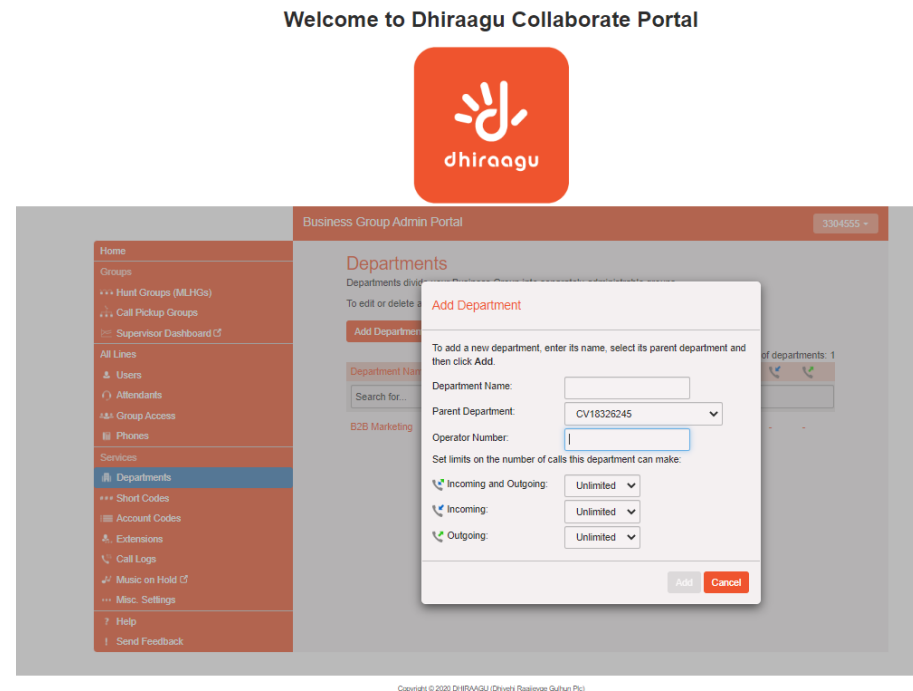 Welcome to Dhiraagu Collaborate Portal
dhiraagu
Business Group Admin Portal
3304555
Home
Groups
Hunt Groups (MLHGs)
Call Pickup Groups
Supervisor Dashboard
All Lines
Users
Attendants
Group Access
Phones
Services
Departments
Short Codes
Account Codes
Extensions
Call Logs
Music on Hold
Misc. Settings
Help
Send Feedback
Departments
Departments
To edit or delete a
Add Departmen
of departments: 1
Department Nam
Search for...
B2B Marketing
Add Department
To add a new department, enter its name, select its parent department and
then click Add.
Department Name:
Parent Department: CV18326245
Operator Number:
Set limits on the number of calls this department can make:
Incoming and Outgoing: Unlimited
Incoming: Unlimited
Outgoing: Unlimited
Add Cancel
Copyright © 2020 DHIRAAGU (Dhivehi Raajjeyge Gulhun Plc)